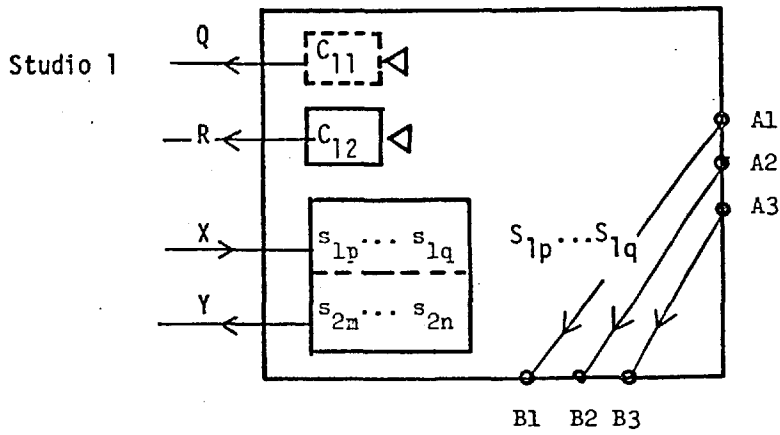 Q
Studio 1
C11
R
C12
A1
A2
A3
X
s1p... s1q
S1p...S1q
Y
s2m... s2n
B1 B2 B3